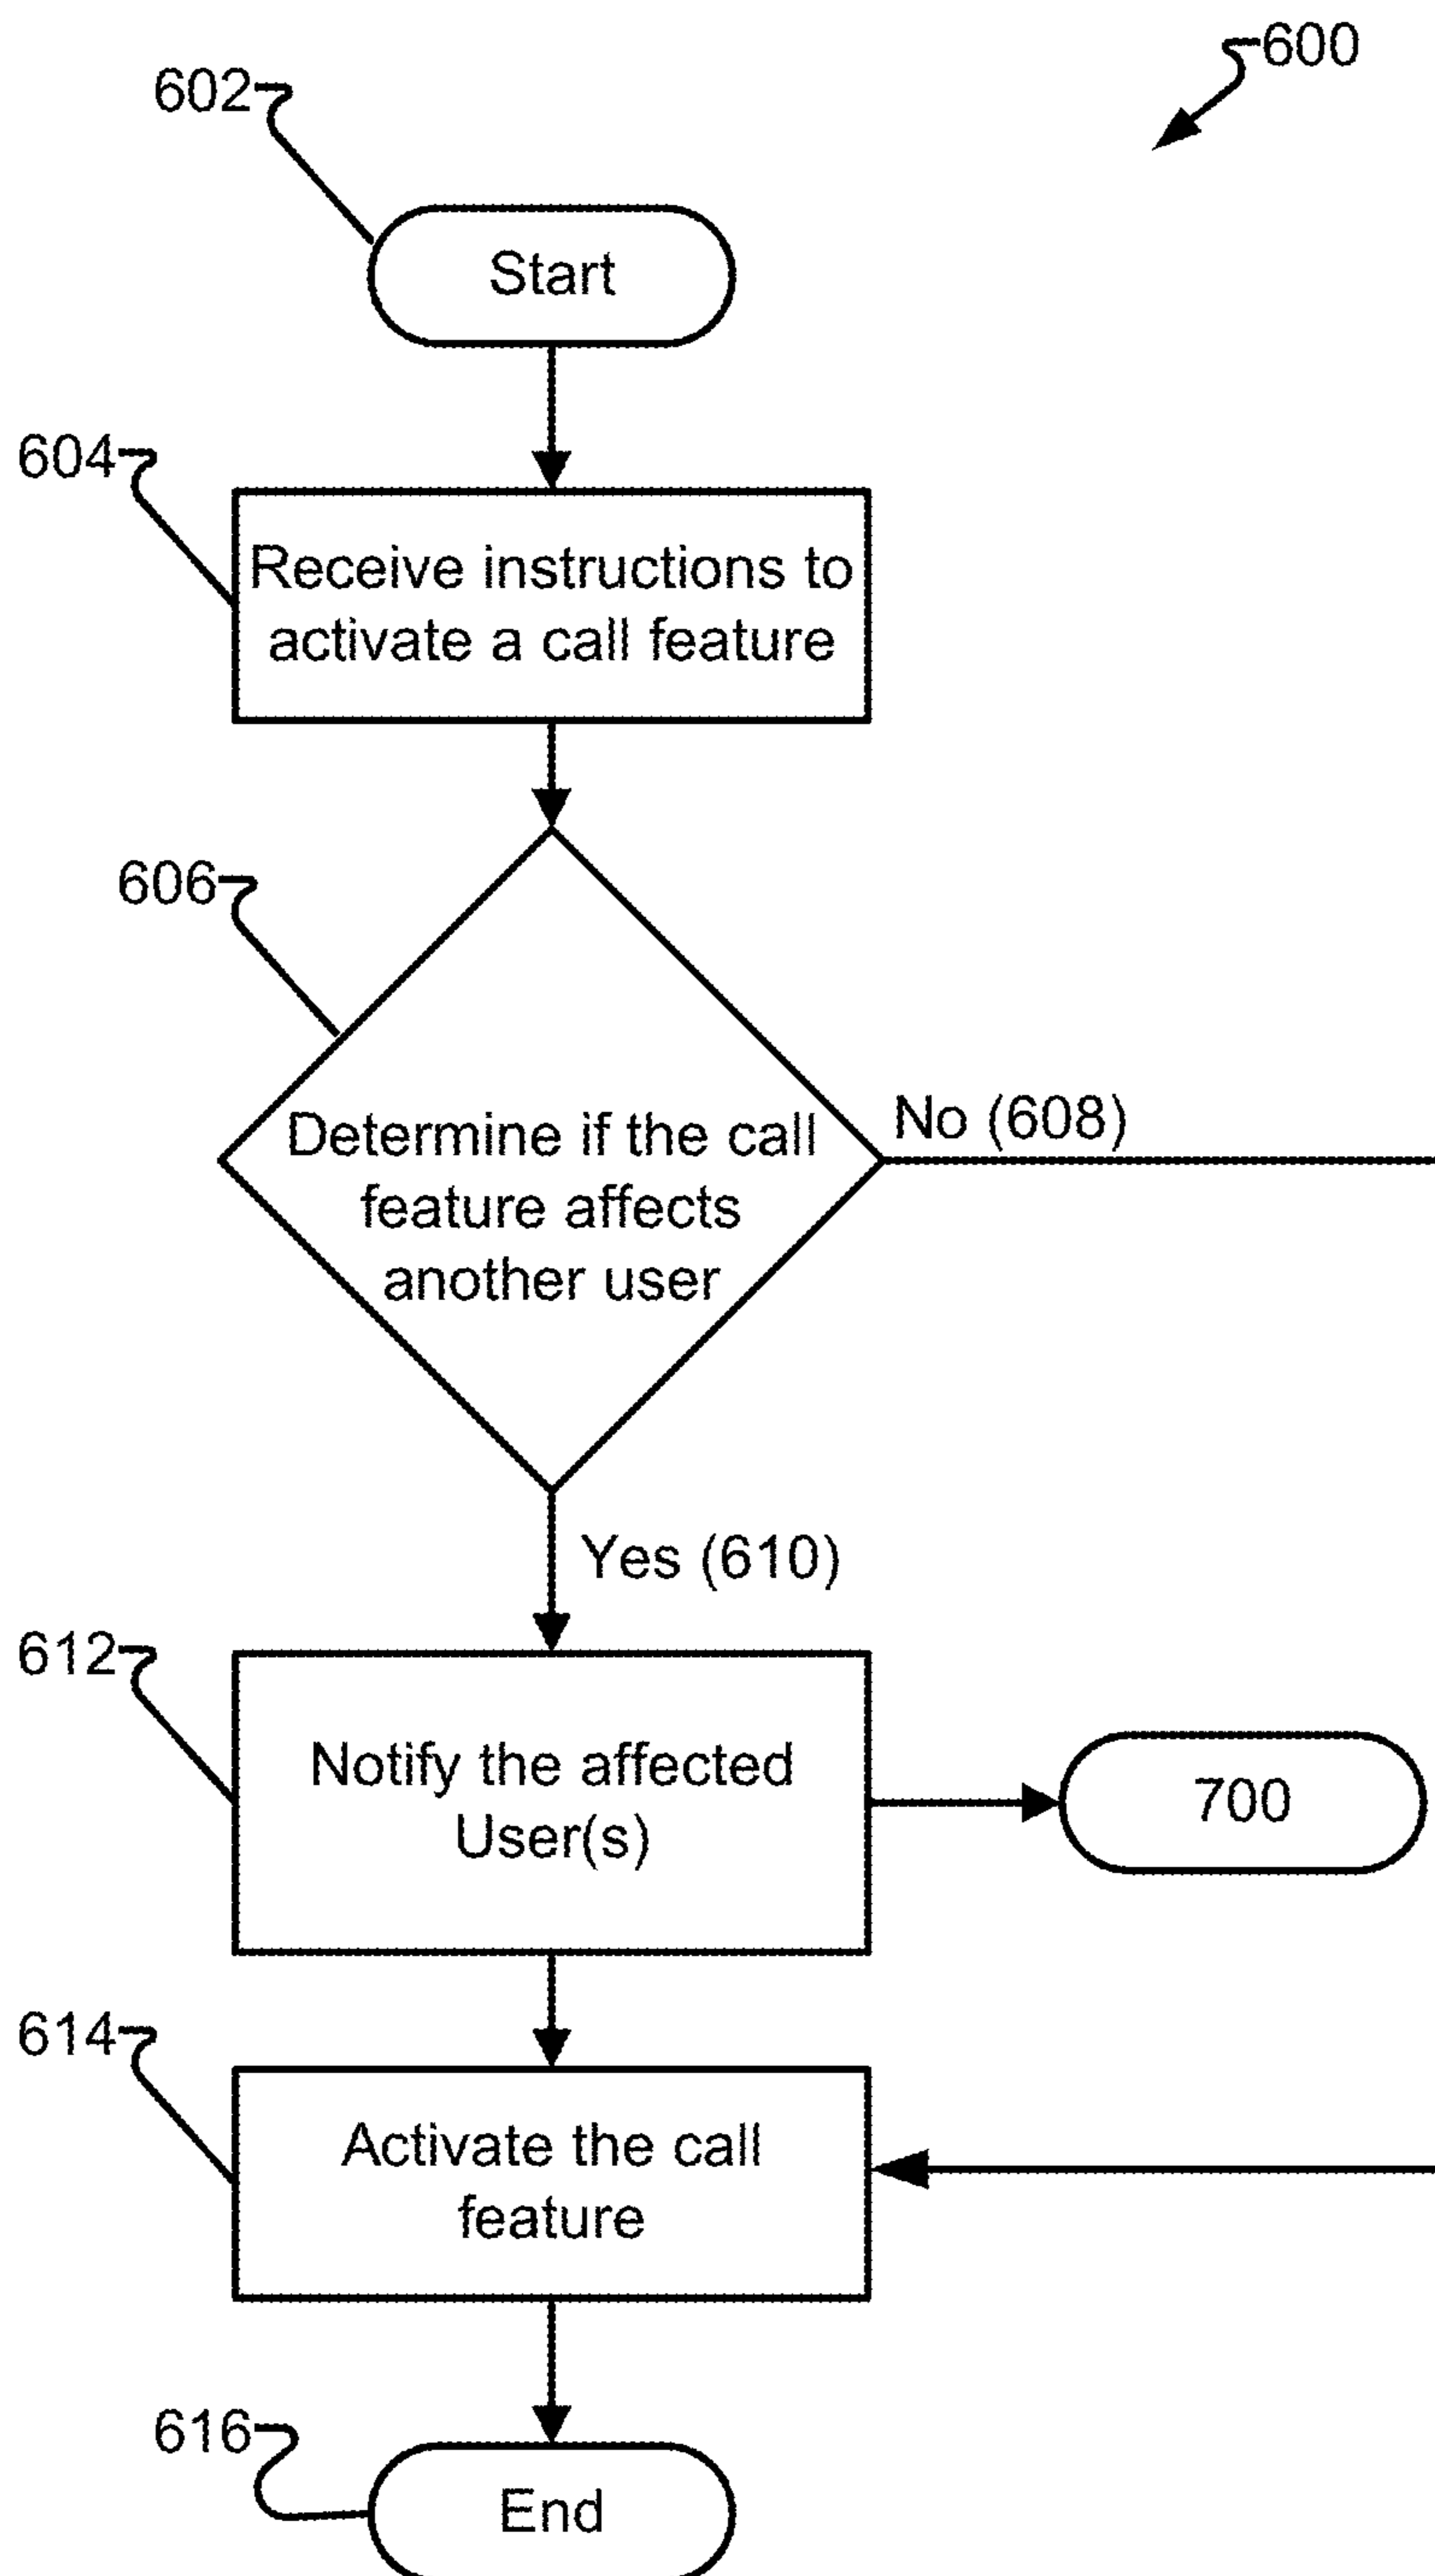 600
602
Start
604
Receive instructions to
activate a call feature
606
Determine if the call
feature affects
another user
No (608)
Yes (610)
612
Notify the affected
User(s)
700
614
Activate the call
feature
616
End